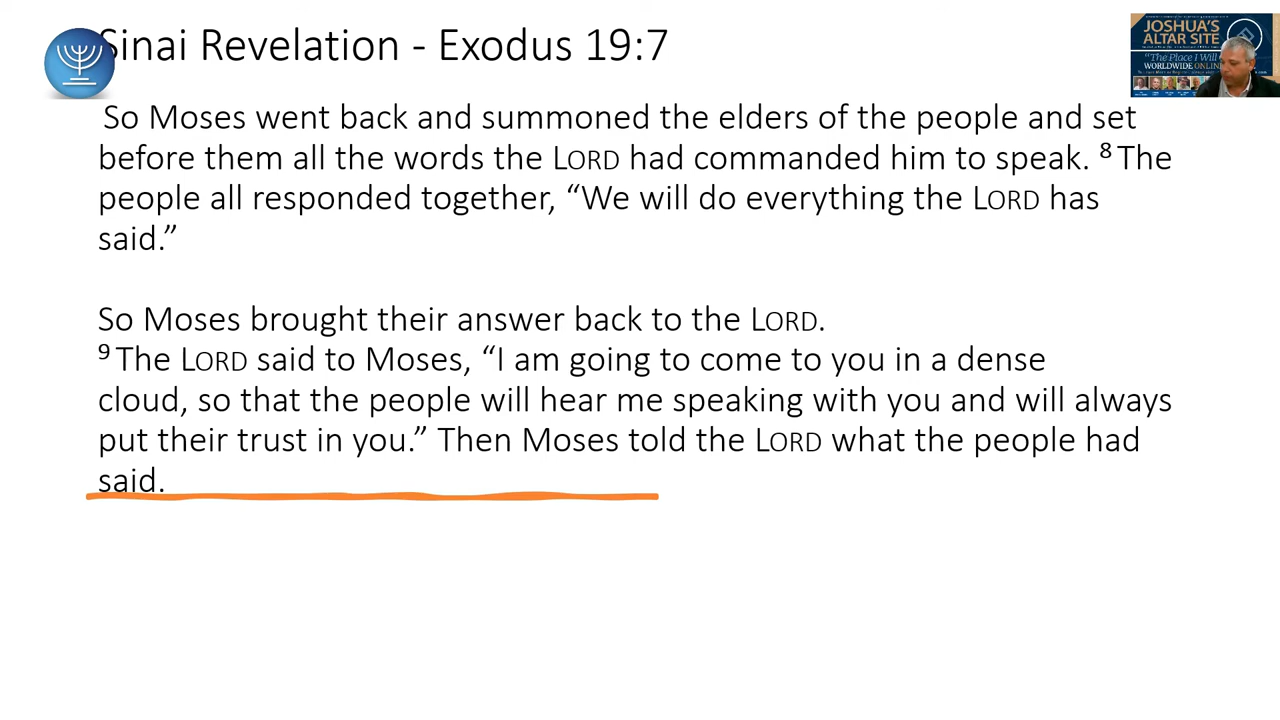 Sinai Revelation - Exodus 19:7
JOSHUA'S
ALTAR SITE
"The Place I Will
WORLDWIDE ONLIN
So Moses went back and summoned the elders of the people and set
before them all the words the LORD had commanded him to speak. ⁸ The
people all responded together, “We will do everything the LORD has
said.”
So Moses brought their answer back to the LORD.
⁹ The LORD said to Moses, “I am going to come to you in a dense
cloud, so that the people will hear me speaking with you and will always
put their trust in you.” Then Moses told the LORD what the people had
said.